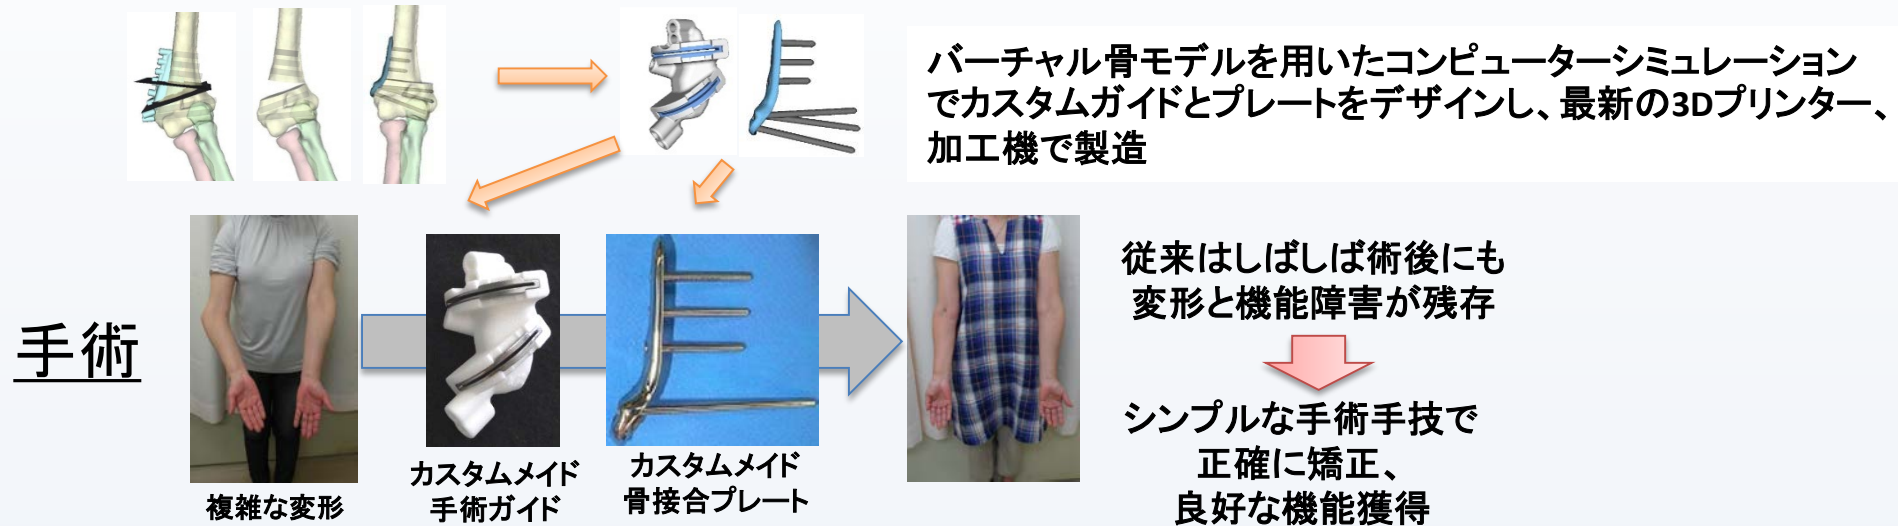 バーチャル骨モデルを用いたコンピューターシミュレーション
でカスタムガイドとプレートをデザインし、最新の3Dプリンター、
加工機で製造
手術
複雑な変形
カスタムメイド
手術ガイド
カスタムメイド
骨接合プレート
従来はしばしば術後にも
変形と機能障害が残存
シンプルな手術手技で
正確に矯正、
良好な機能獲得